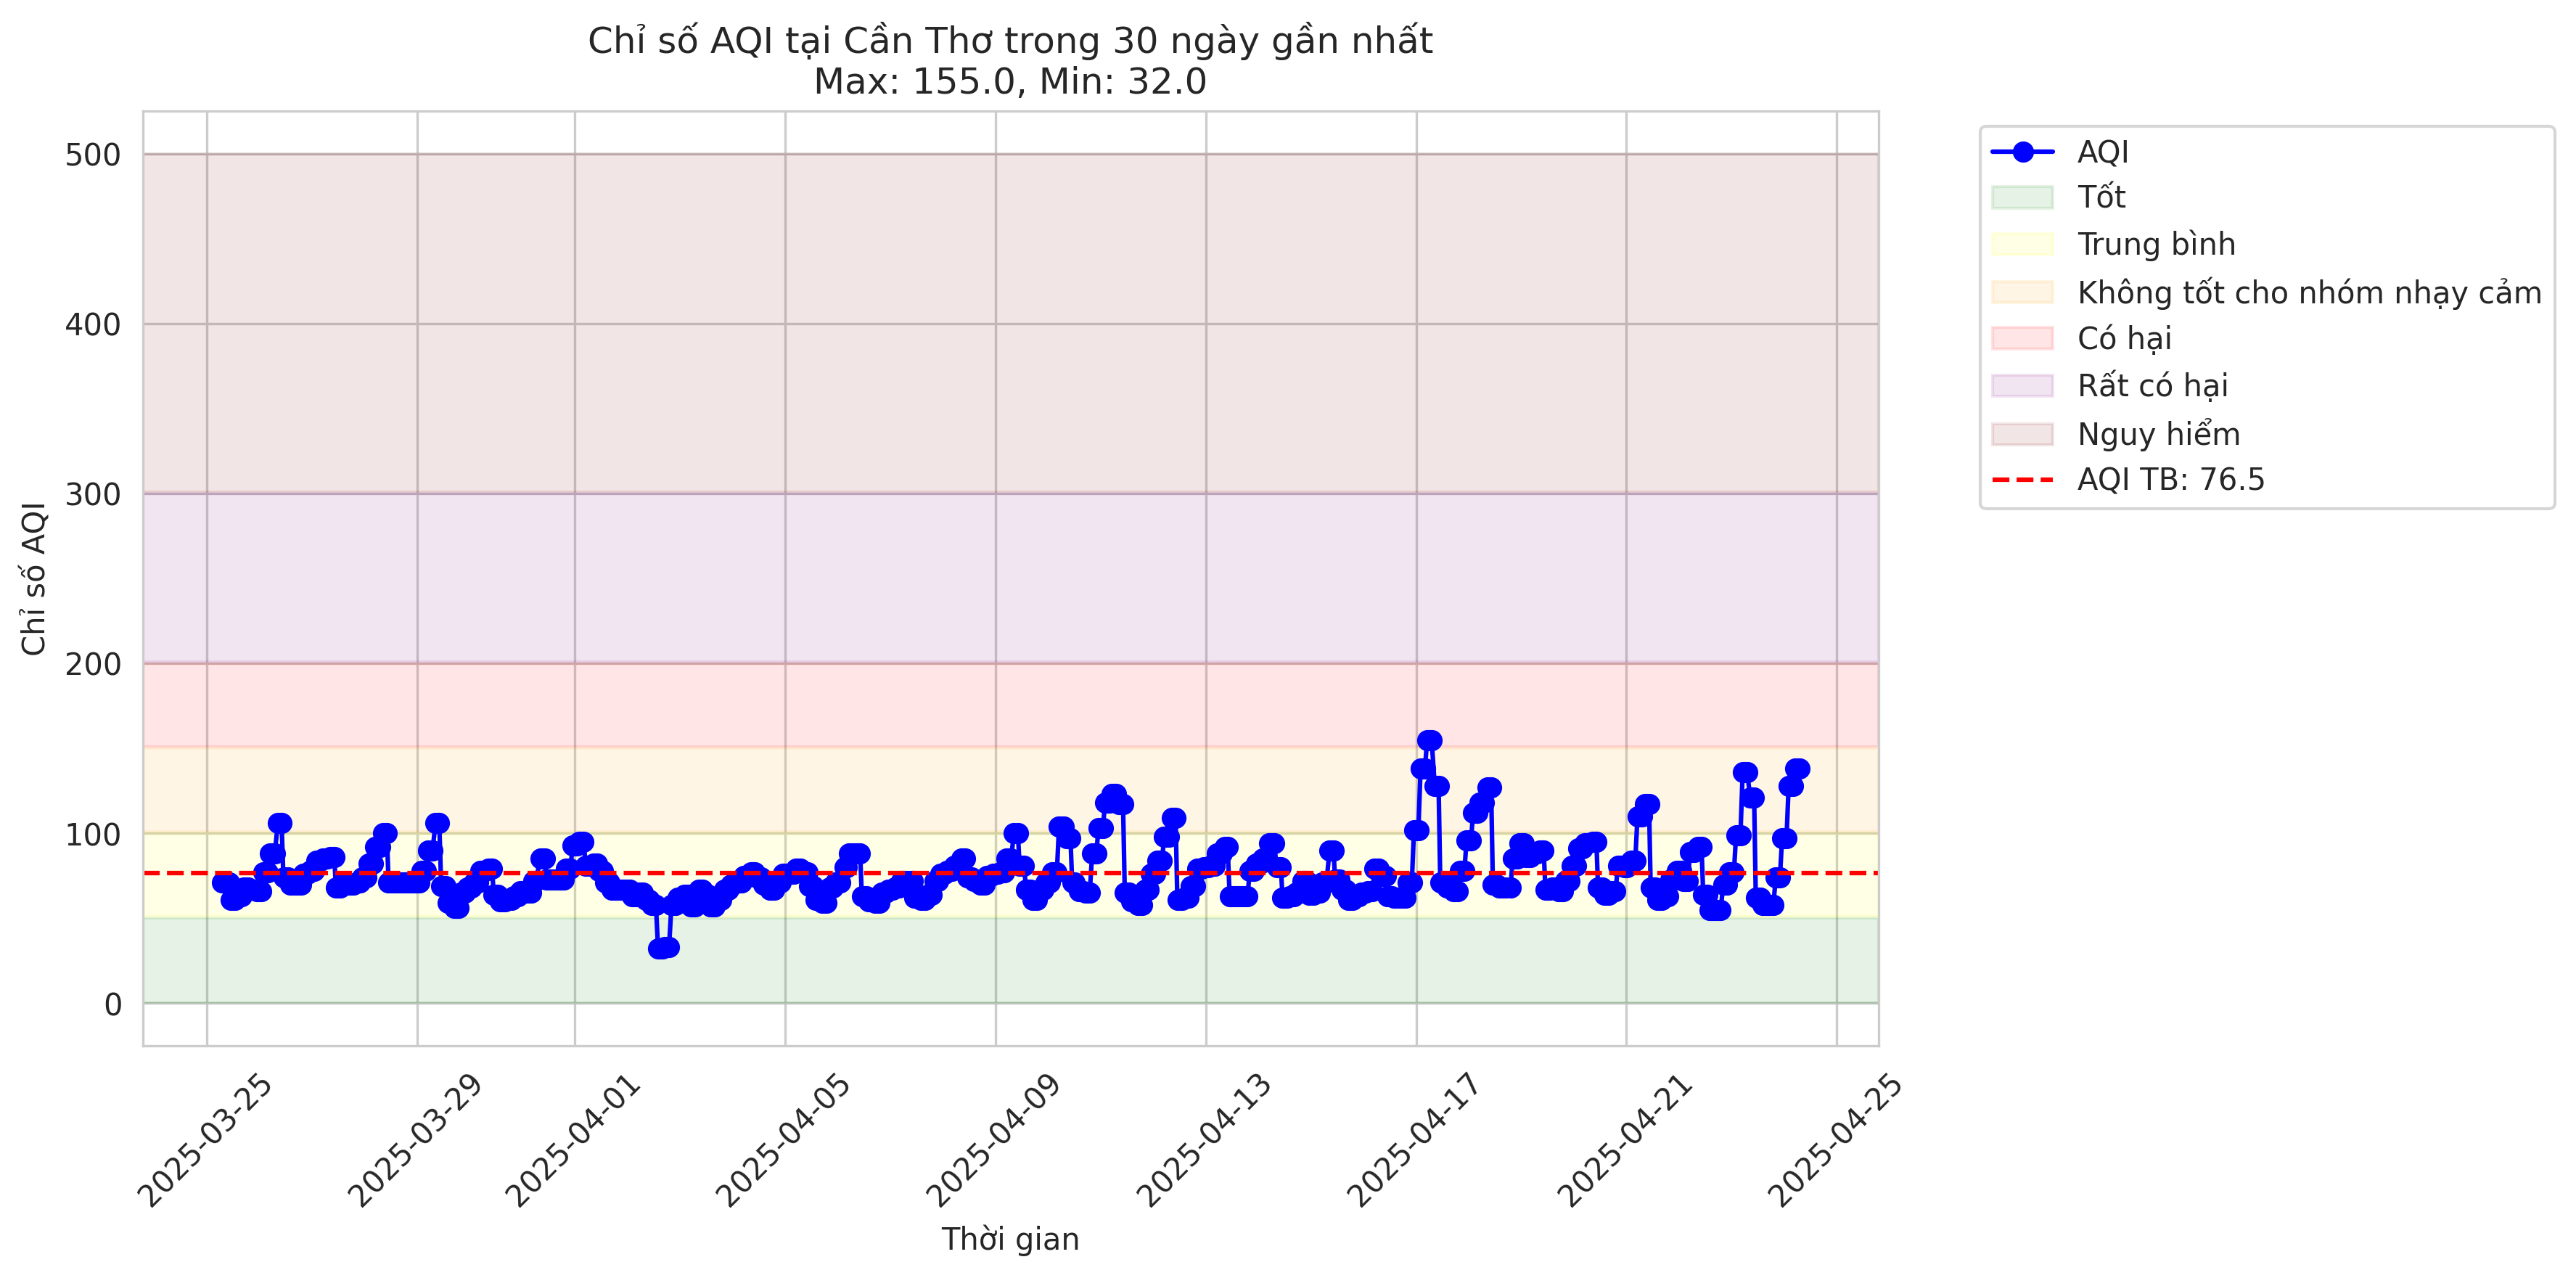 Chỉ số AQI tại Cần Thơ trong 30 ngày gần nhất
Max: 155.0, Min: 32.0
Chỉ số AQI
500
400
300
200
100
0
2025-03-25
2025-03-29
2025-04-01
2025-04-05
2025-04-09
2025-04-13
2025-04-17
2025-04-21
2025-04-25
Thời gian
AQI
Tốt
Trung bình
Không tốt cho nhóm nhạy cảm
Có hại
Rất có hại
Nguy hiểm
AQI TB: 76.5